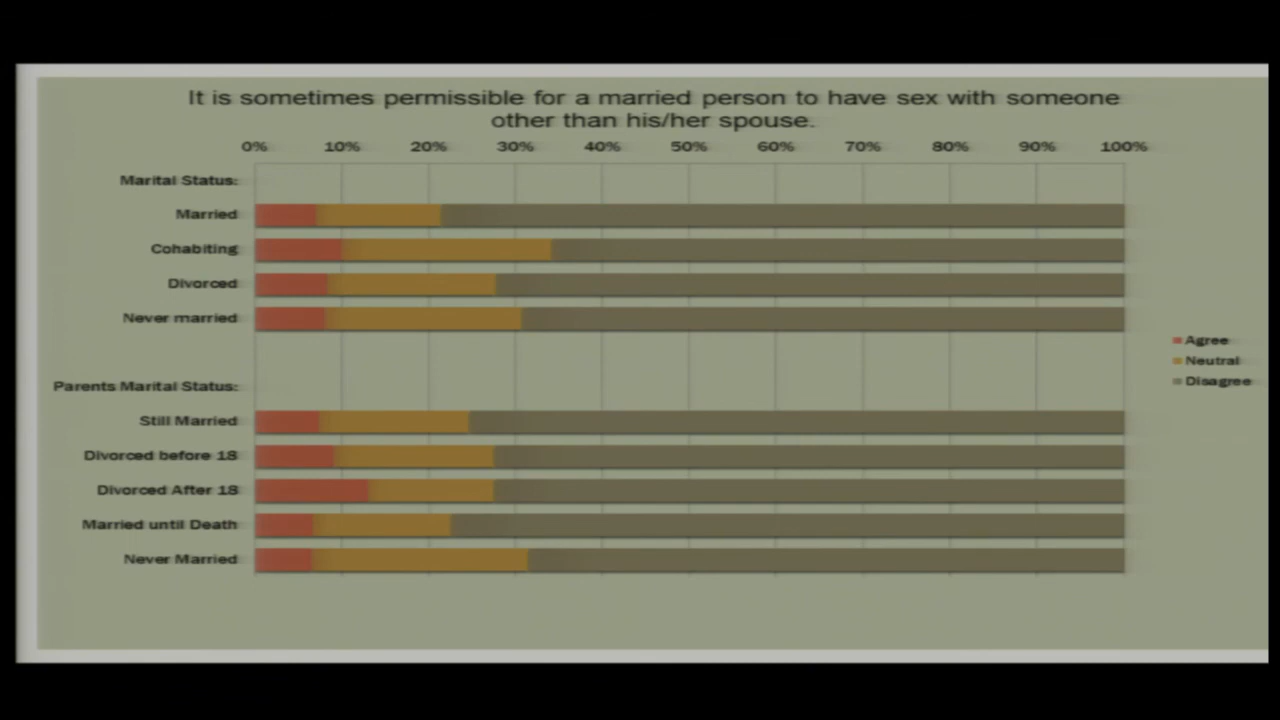 It is sometimes permissible for a married person to have sex with someone
other than his/her spouse.
0% 10% 20% 30% 40% 50% 60% 70% 80% 90% 100%
Marital Status:
Married
Cohabiting
Divorced
Never married
Agree
Neutral
Disagree
Parents Marital Status:
Still Married
Divorced before 18
Divorced After 18
Married until Death
Never Married